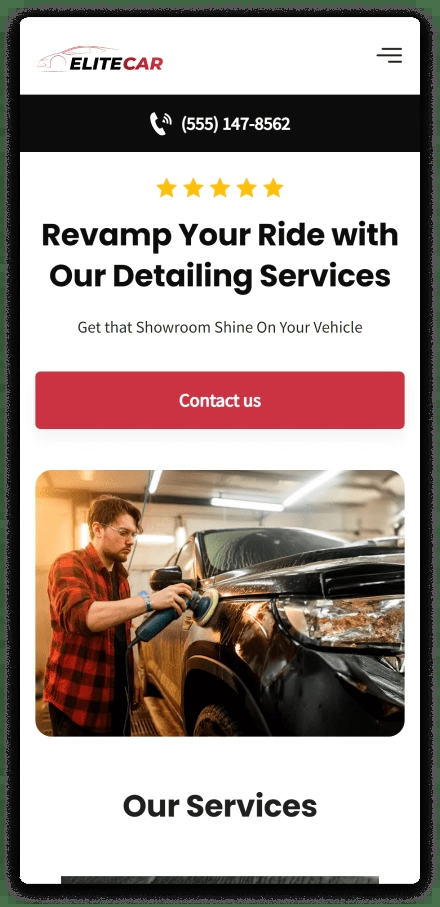 ELITECAR
(555) 147-8562
Revamp Your Ride with
Our Detailing Services
Get that Showroom Shine On Your Vehicle
Contact us
Our Services